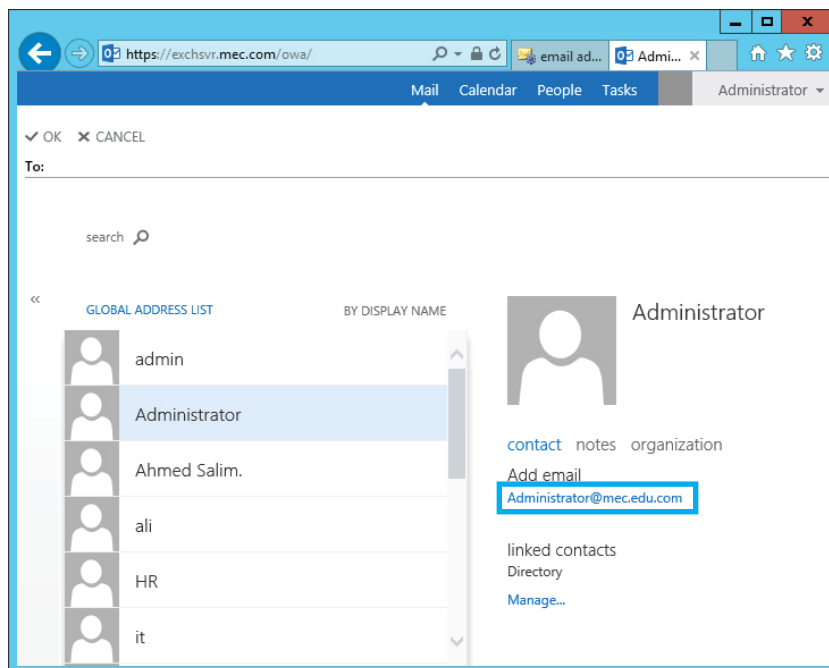 https://exchsvr.mec.com/owa/
email ad...
Admi...
Mail Calendar People Tasks Administrator
OK CANCEL
To:
search
GLOBAL ADDRESS LIST BY DISPLAY NAME
admin
Administrator
Ahmed Salim.
ali
HR
it
Administrator
contact notes organization
Add email
Administrator@mec.edu.com
linked contacts
Directory
Manage...